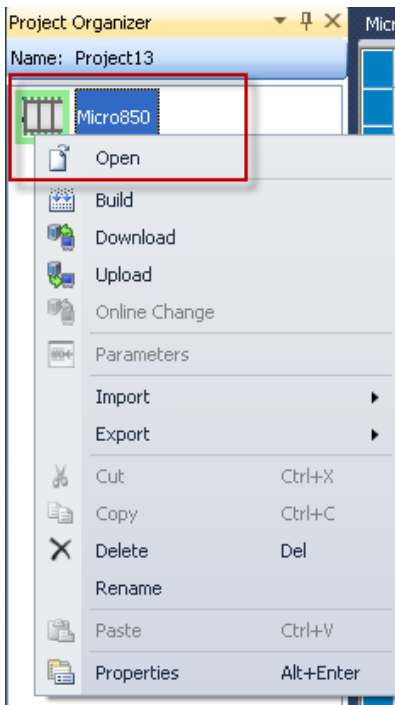 Project Organizer
Micr
Name: Project13
Micro850
Open
Build
Download
Upload
Online Change
Parameters
Import
Export
Cut Ctrl+X
Copy Ctrl+C
Delete Del
Rename
Paste Ctrl+V
Properties Alt+Enter